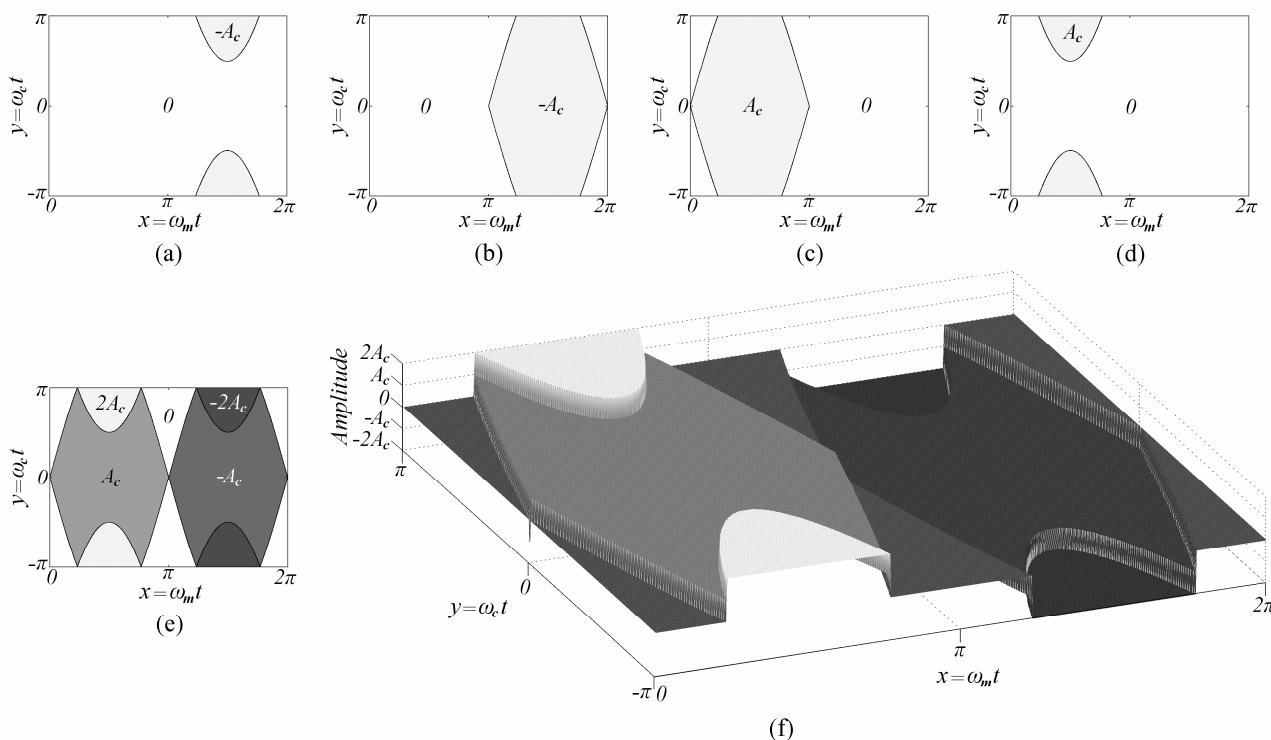 π
-A_c
y=ω_c t
0
0
-π
0
π
2π
x=ω_m t
(a)
π
y=ω_c t
0
0
-A_c
-π
0
π
2π
x=ω_m t
(b)
π
y=ω_c t
0
A_c
0
-π
0
π
2π
x=ω_m t
(c)
π
A_c
y=ω_c t
0
0
-π
0
π
2π
x=ω_m t
(d)
π
2A_c
0
-2A_c
y=ω_c t
0
A_c
-A_c
-π
0
π
2π
x=ω_m t
(e)
Amplitude
2A_c
A_c
0
-A_c
-2A_c
π
0
y=ω_c t
-π
0
π
2π
x=ω_m t
(f)